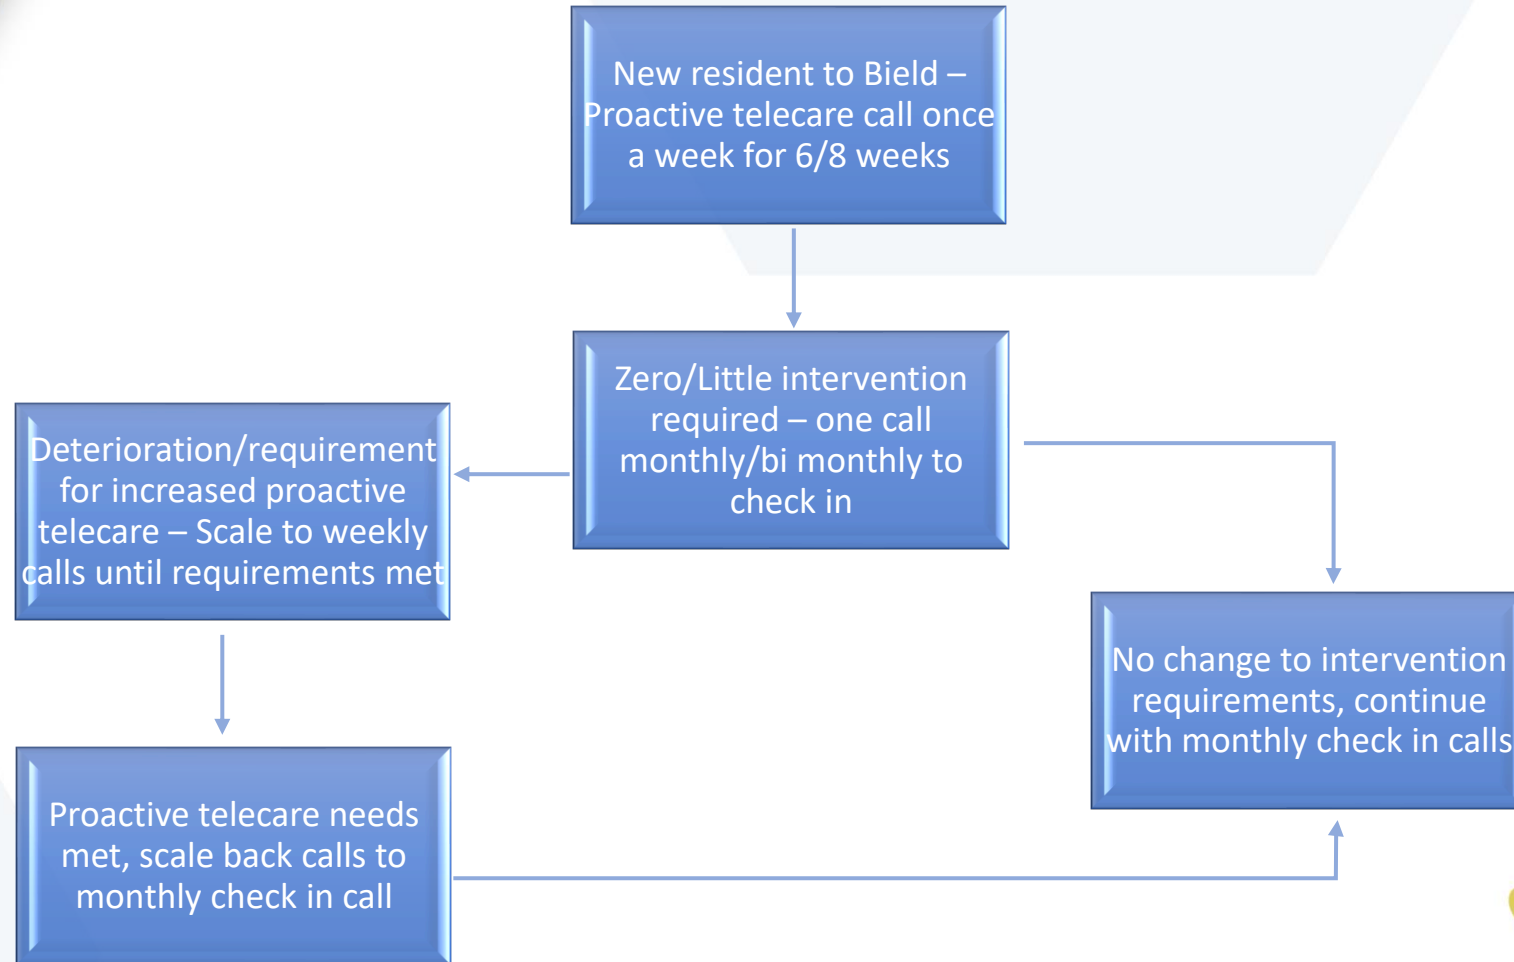 New resident to Bield –
Proactive telecare call once
a week for 6/8 weeks
Zero/Little intervention
required – one call
monthly/bi monthly to
check in
Deterioration/requirement
for increased proactive
telecare – Scale to weekly
calls until requirements met
No change to intervention
requirements, continue
with monthly check in calls
Proactive telecare needs
met, scale back calls to
monthly check in call